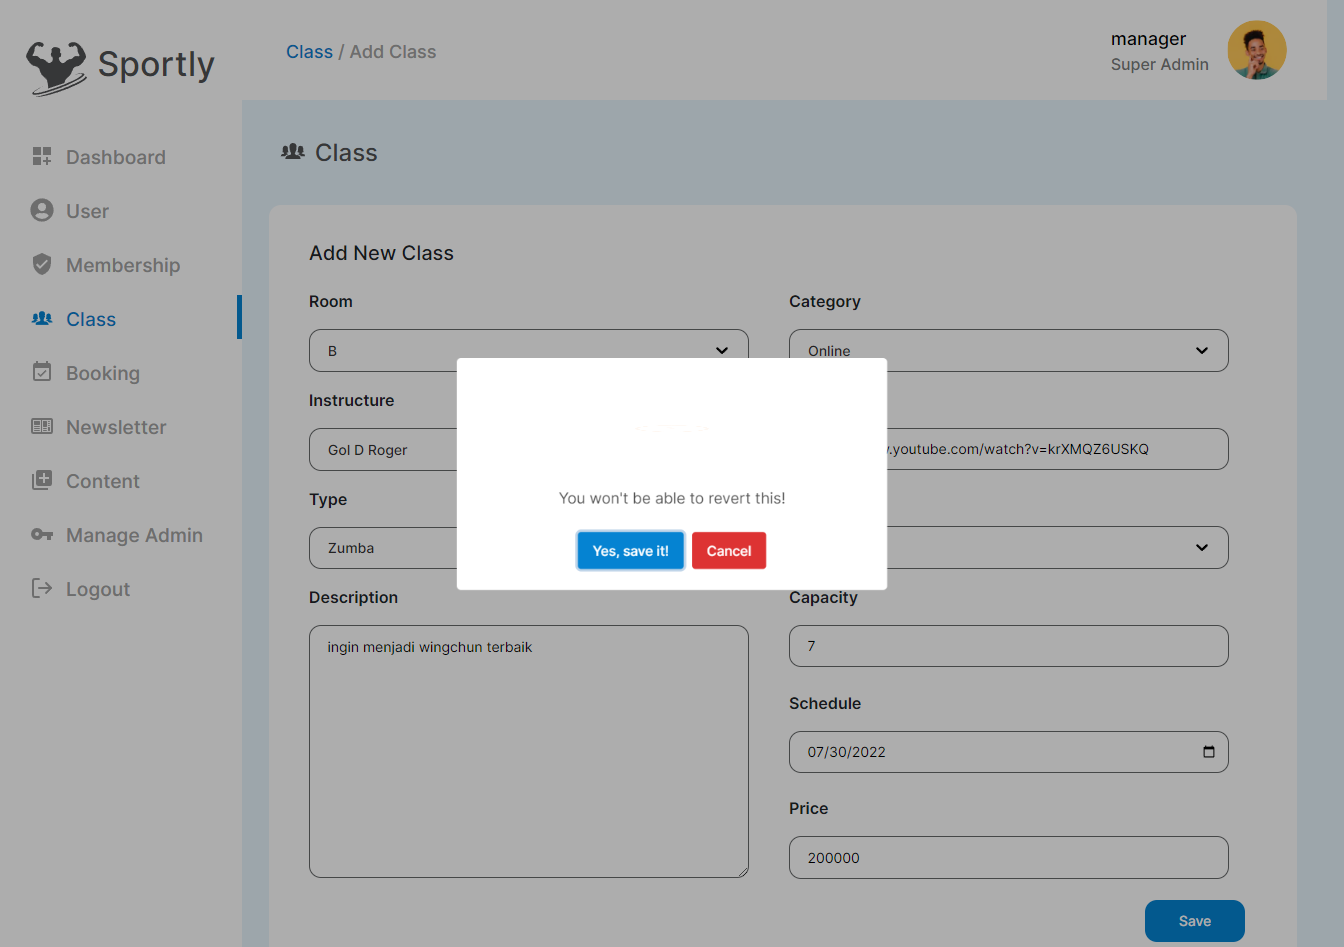 Sportly
Class / Add Class
manager
Super Admin
Dashboard
User
Membership
Class
Booking
Newsletter
Content
Manage Admin
Logout
Class
Add New Class
Room
B
Category
Online
Instructure
Gol D Roger
.youtube.com/watch?v=krXMQZ6USKQ
Type
Zumba
You won't be able to revert this!
Yes, save it!
Cancel
Description
ingin menjadi wingchun terbaik
Capacity
7
Schedule
07/30/2022
Price
200000
Save